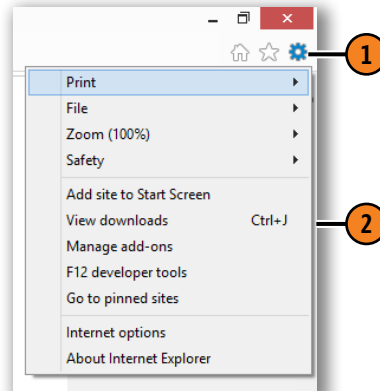 1
Print
File
Zoom (100%)
Safety
Add site to Start Screen
View downloads Ctrl+J
2
Manage add-ons
F12 developer tools
Go to pinned sites
Internet options
About Internet Explorer